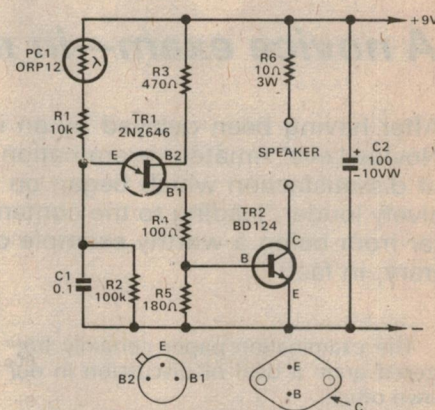 +9V
PC1
ORP12
R1
10k
R3
470Ω
TR1
2N2646
E
B2
B1
R6
10Ω
3W
SPEAKER
+
C2
100
-10VW
R4
100Ω
TR2
BD124
B
C
E
C1
0.1
R2
100k
R5
180Ω
-
E
B2
B1
E
B
C